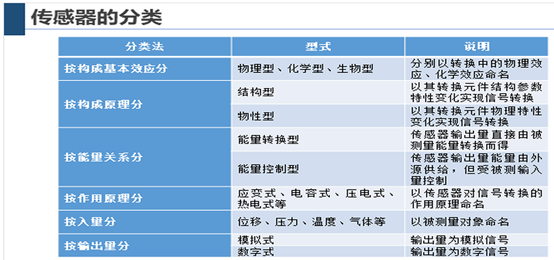 传感器的分类
分类法 型式 说明
按构成基本效应分 物理型、化学型、生物型 分别以转换中的物理效
应、化学效应命名
按构成原理分 结构型 以其转换元件结构参数
特性变化实现信号转换
物性型 以其转换元件物理特性
变化实现信号转换
按能量关系分 能量转换型 传感器输出量直接由被
测量能量转换而得
能量控制型 传感器输出量能量由外
源供给，但受被测输入
量控制
按作用原理分 应变式、电容式、压电式、 以传感器对信号转换的
热电式等 作用原理命名
按入量分 位移、压力、温度、气体等 以被测量对象命名
按输出量分 模拟式 输出量为模拟信号
数字式 输出量为数字信号